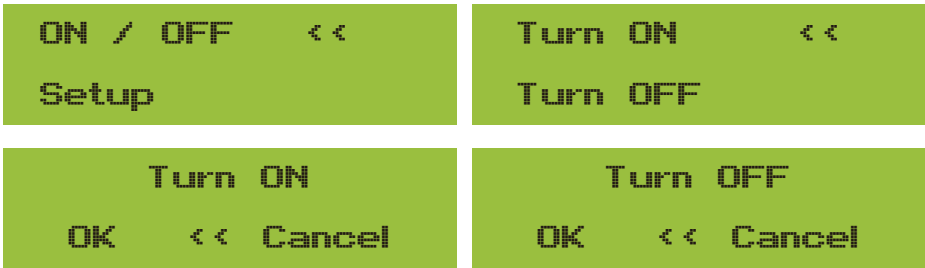 ON / OFF <<
Setup
Turn ON <<
Turn OFF
Turn ON
OK << Cancel
Turn OFF
OK << Cancel